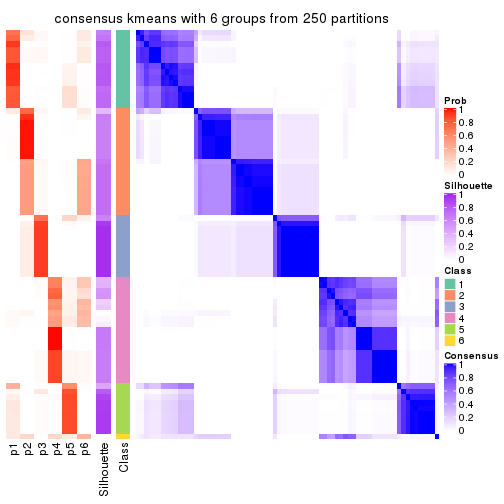 consensus kmeans with 6 groups from 250 partitions
Prob
1
0.8
0.6
0.4
0.2
0
Silhouette
1
0.8
0.6
0.4
0.2
0
Class
1
2
3
4
5
6
Consensus
1
0.8
0.6
0.4
0.2
0
p1
p2
p3
p4
p5
p6
Silhouette
Class